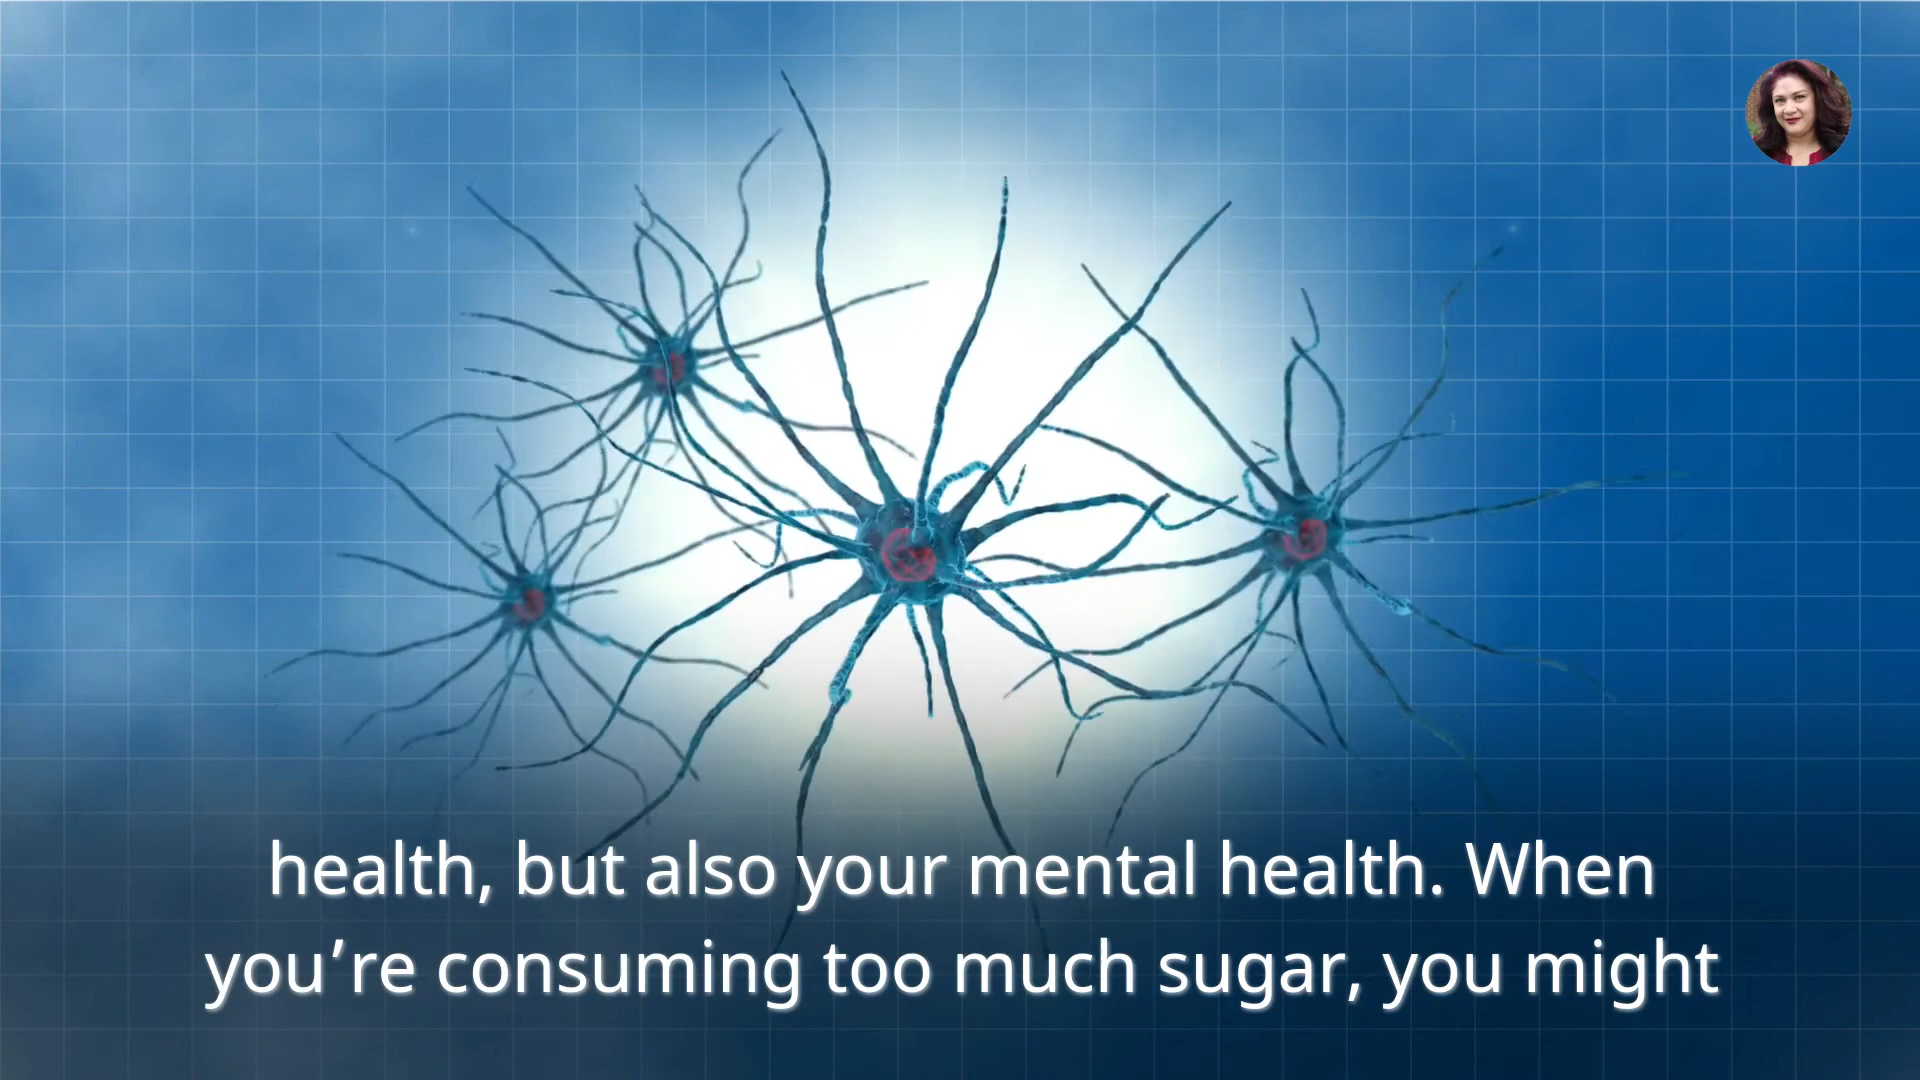 health, but also your mental health. When
you’re consuming too much sugar, you might